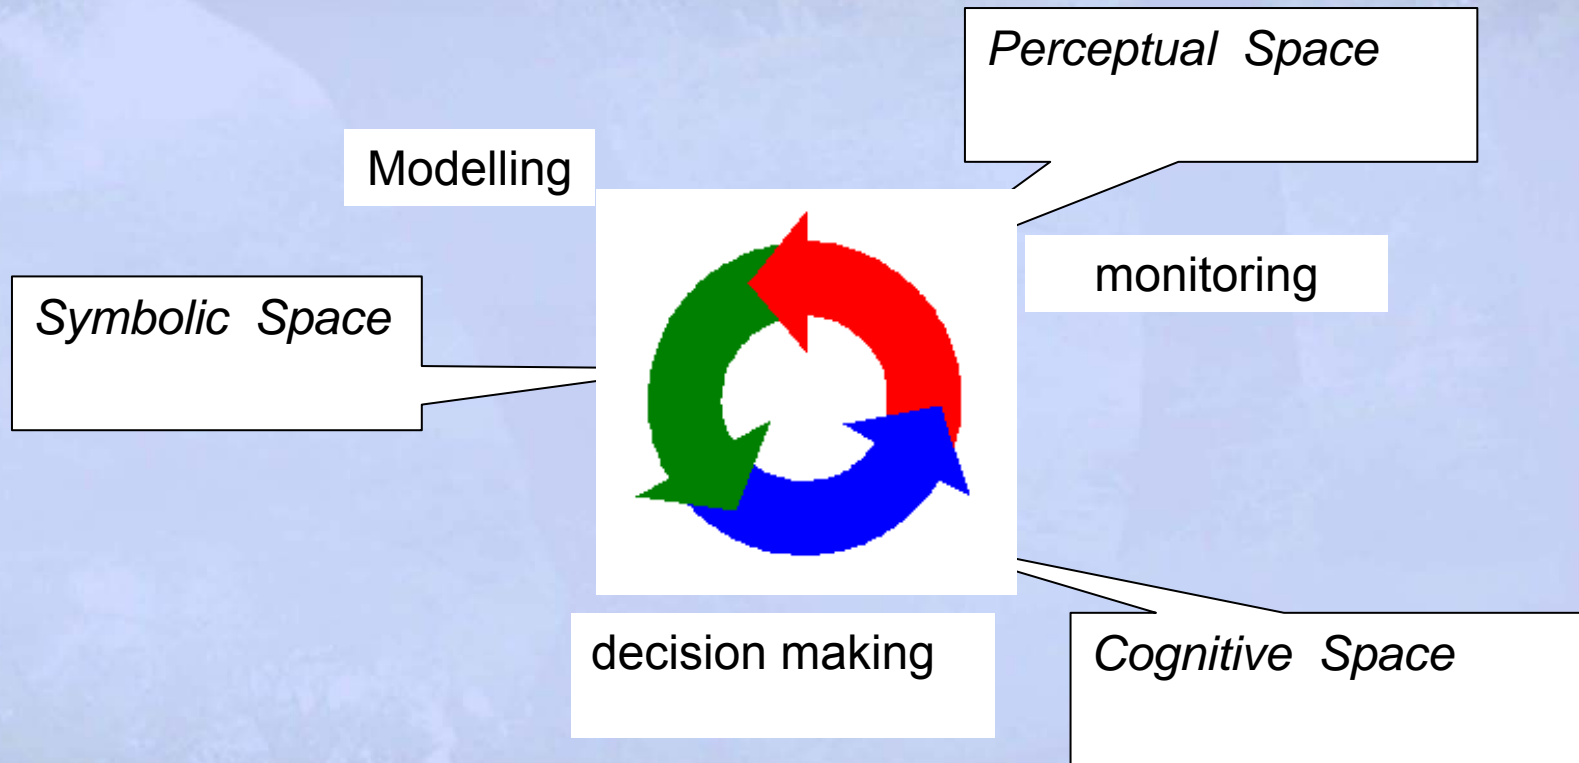 Perceptual Space
Modelling
monitoring
Symbolic Space
decision making
Cognitive Space